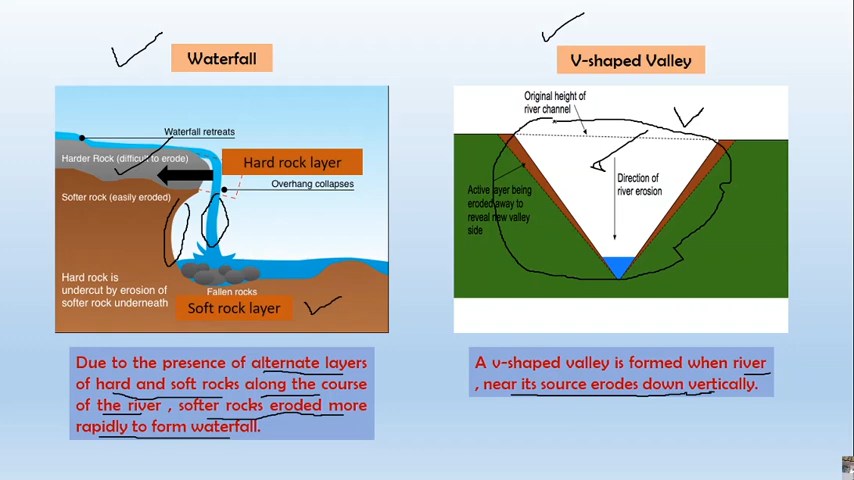 Waterfall
Waterfall retreats
Harder Rock (difficult to erode)
Hard rock layer
Overhang collapses
Softer rock (easily eroded)
Hard rock is
undercut by erosion of
softer rock underneath
Fallen rocks
Soft rock layer
Due to the presence of alternate layers
of hard and soft rocks along the course
of the river , softer rocks eroded more
rapidly to form waterfall.
V-shaped Valley
Original height of
river channel
Direction of
river erosion
Active layer being
eroded away to
reveal new valley
side
A v-shaped valley is formed when river
, near its source erodes down vertically.